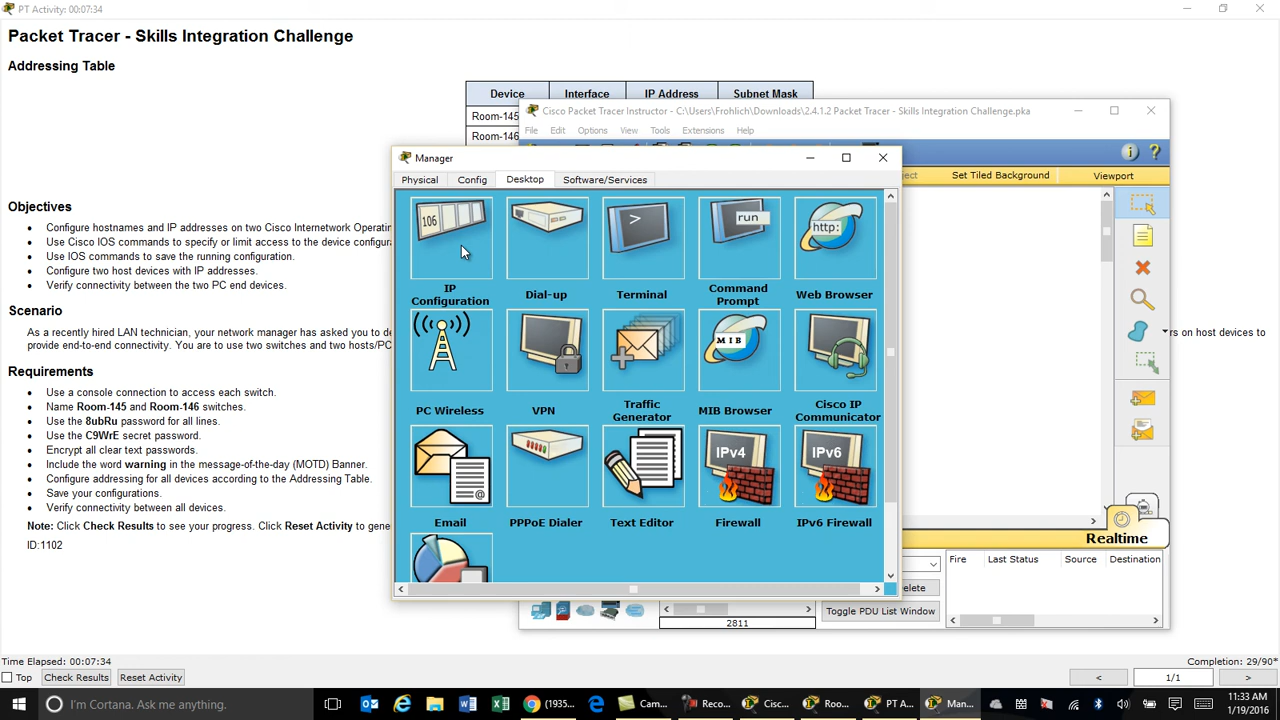 PT Activity: 00:07:34
Packet Tracer - Skills Integration Challenge
Addressing Table
Device Interface IP Address Subnet Mask
Room-145
Room-146
Cisco Packet Tracer Instructor - C:\Users\Frohlich\Downloads\2.4.1.2 Packet Tracer - Skills Integration Challenge.pka
File Edit Options View Tools Extensions Help
Set Tiled Background Viewport
Manager
Physical Config Desktop Software/Services
106
>
run
http:
IP Configuration
Dial-up
Terminal
Command Prompt
Web Browser
MIB
PC Wireless
VPN
Traffic Generator
MIB Browser
Cisco IP Communicator
@
IPv4
IPv6
Email
PPPoE Dialer
Text Editor
Firewall
IPv6 Firewall
Objectives
• Configure hostnames and IP addresses on two Cisco Internetwork Operatin
• Use Cisco IOS commands to specify or limit access to the device configur
• Use IOS commands to save the running configuration.
• Configure two host devices with IP addresses.
• Verify connectivity between the two PC end devices.
Scenario
As a recently hired LAN technician, your network manager has asked you to de rs on host devices to
provide end-to-end connectivity. You are to use two switches and two hosts/PC
Requirements
• Use a console connection to access each switch.
• Name Room-145 and Room-146 switches.
• Use the 8ubRu password for all lines.
• Use the C9WrE secret password.
• Encrypt all clear text passwords.
• Include the word warning in the message-of-the-day (MOTD) Banner.
• Configure addressing for all devices according to the Addressing Table.
• Save your configurations.
• Verify connectivity between all devices.
Note: Click Check Results to see your progress. Click Reset Activity to gener
ID:1102
Realtime
Fire Last Status Source Destination
elete
Toggle PDU List Window
2811
Time Elapsed: 00:07:34 Completion: 29/90*
Top Check Results Reset Activity < 1/1 >
I'm Cortana. Ask me anything.
(1935... Cam... Reco... Cisc... Roo... PT A... Man...
11:33 AM
1/19/2016